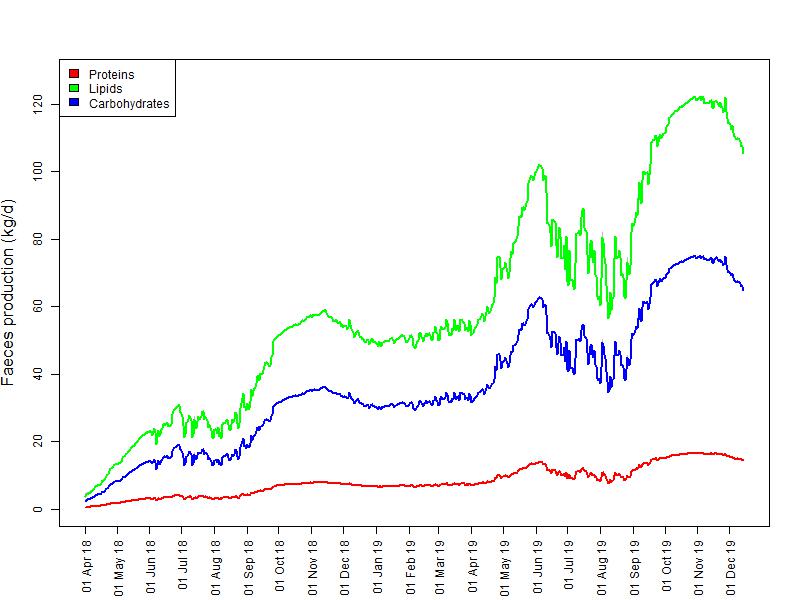 Proteins
Lipids
Carbohydrates
Faeces production (kg/d)
120
100
80
60
40
20
0
01 Apr 18
01 May 18
01 Jun 18
01 Jul 18
01 Aug 18
01 Sep 18
01 Oct 18
01 Nov 18
01 Dec 18
01 Jan 19
01 Feb 19
01 Mar 19
01 Apr 19
01 May 19
01 Jun 19
01 Jul 19
01 Aug 19
01 Sep 19
01 Oct 19
01 Nov 19
01 Dec 19